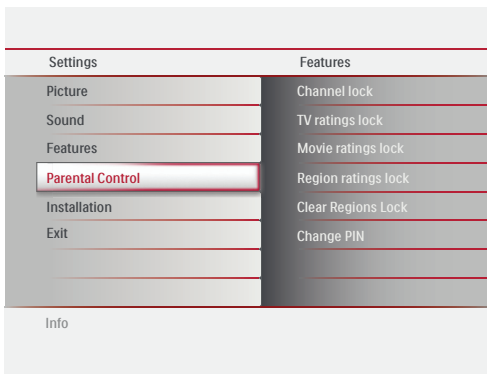 Settings
Features
Picture
Channel lock
Sound
TV ratings lock
Features
Movie ratings lock
Parental Control
Region ratings lock
Installation
Clear Regions Lock
Exit
Change PIN
Info